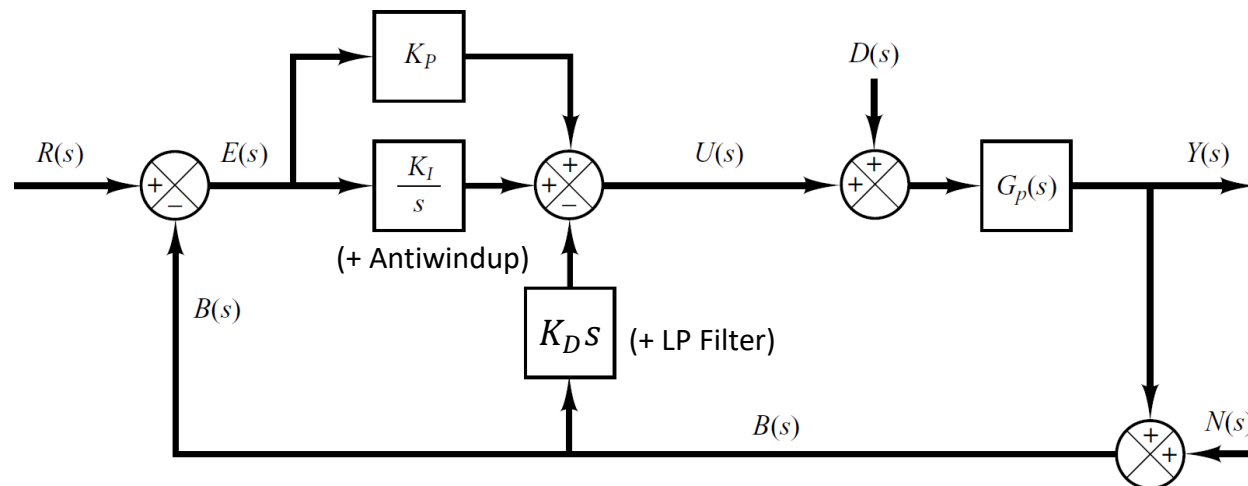 K_P
D(s)
R(s)
+
−
E(s)
K_I
s
+
+
−
U(s)
+
+
G_p(s)
Y(s)
(+ Antiwindup)
B(s)
K_D s
(+ LP Filter)
B(s)
+
+
N(s)